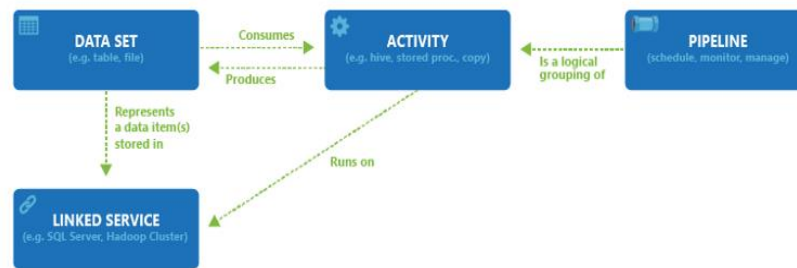 DATA SET
(e.g. table, file)
Consumes
Produces
ACTIVITY
(e.g. hive, stored proc., copy)
Is a logical
grouping of
PIPELINE
(schedule, monitor, manage)
Represents
a data item(s)
stored in
Runs on
LINKED SERVICE
(e.g. SQL Server, Hadoop Cluster)